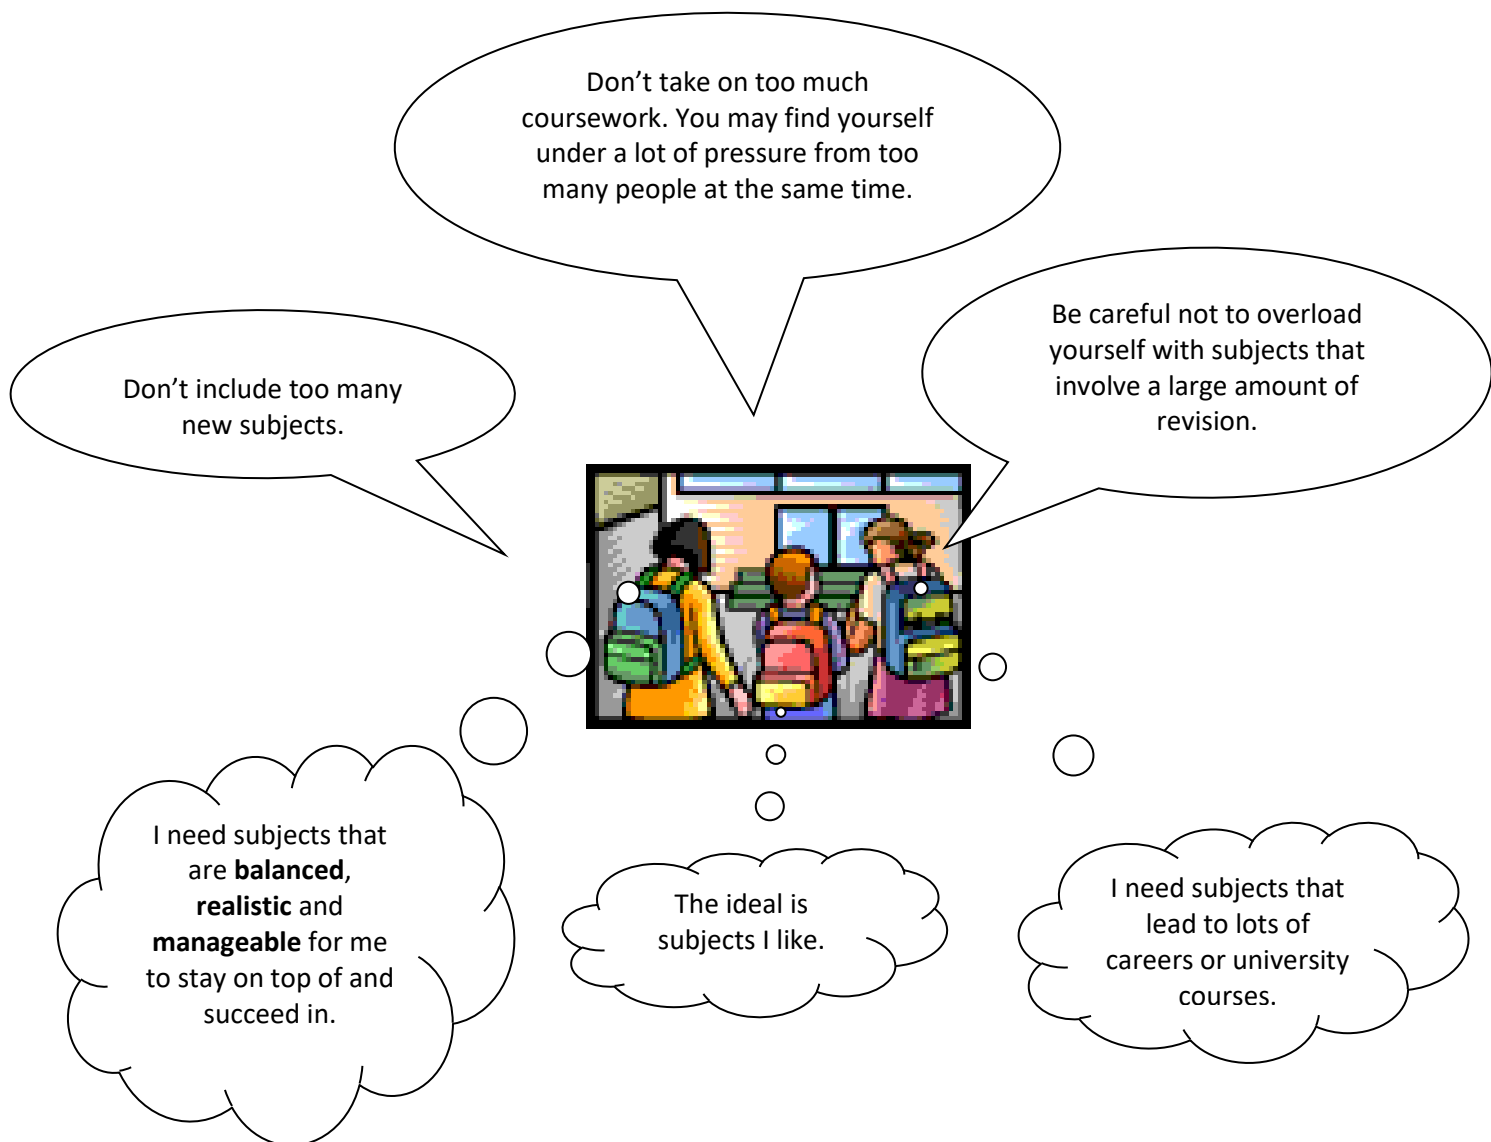 Don’t take on too much
coursework. You may find yourself
under a lot of pressure from too
many people at the same time.
Be careful not to overload
yourself with subjects that
involve a large amount of
revision.
Don’t include too many
new subjects.
I need subjects that
are balanced,
realistic and
manageable for me
to stay on top of and
succeed in.
The ideal is
subjects I like.
I need subjects that
lead to lots of
careers or university
courses.